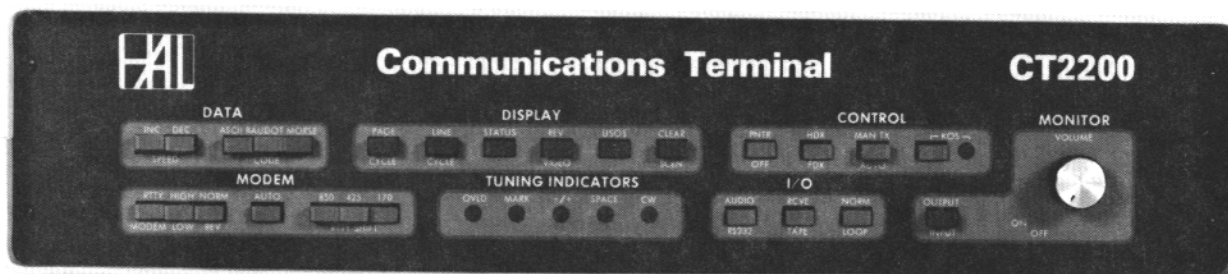 HAL Communications Terminal CT2200
DATA
INC DEC ASCII BAUDOT MORSE
SPEED CODE
DISPLAY
PAGE LINE STATUS REV USOS CLEAR
CYCLE CYCLE VIDEO SCRN
CONTROL
PNTR HDX MAN TX KOS
OFF FDX AUTO
MONITOR
VOLUME
ON
OFF
MODEM
RTTY HIGH NORM AUTO 850 425 170
MODEM LOW REV RTTY SHIFT
TUNING INDICATORS
OVLD MARK -/+ SPACE CW
I/O
AUDIO RCVE NORM OUTPUT
RS232 TAPE LOOP INPUT